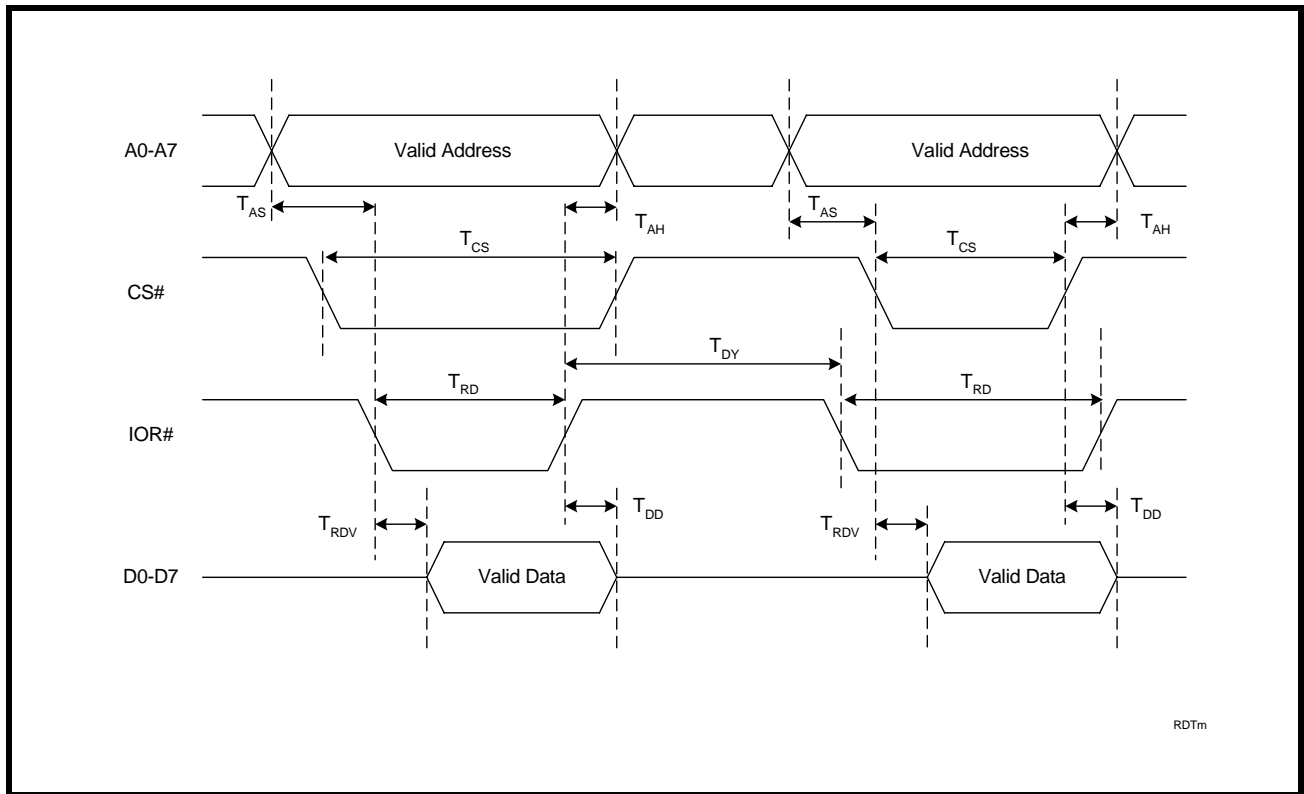 A0-A7
Valid Address
Valid Address
TAS
TAH
TAS
TAH
TCS
TCS
CS#
TDY
TRD
TRD
IOR#
TRDV
TDD
TRDV
TDD
D0-D7
Valid Data
Valid Data
RDTm